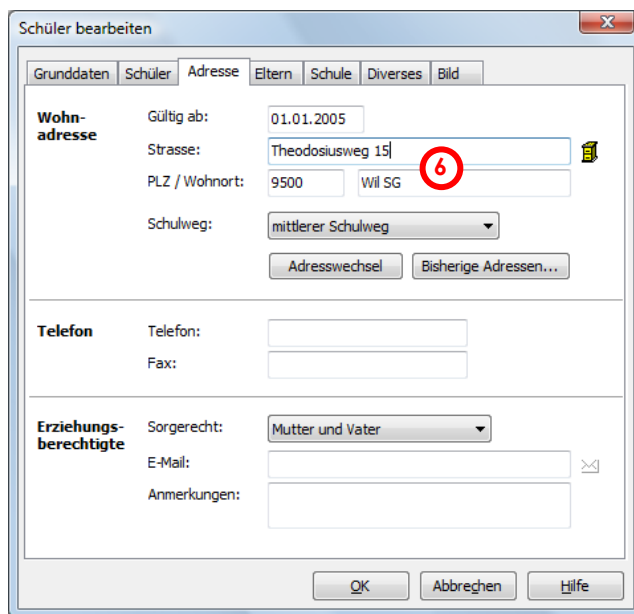 Schüler bearbeiten
Grunddaten Schüler Adresse Eltern Schule Diverses Bild
Wohn-
adresse
Gültig ab: 01.01.2005
Strasse: Theodosiusweg 15
6
PLZ / Wohnort: 9500 Wil SG
Schulweg: mittlerer Schulweg
Adresswechsel Bisherige Adressen...
Telefon Telefon:
Fax:
Erziehungs-
berechtigte
Sorgerecht: Mutter und Vater
E-Mail:
Anmerkungen:
OK Abbrechen Hilfe